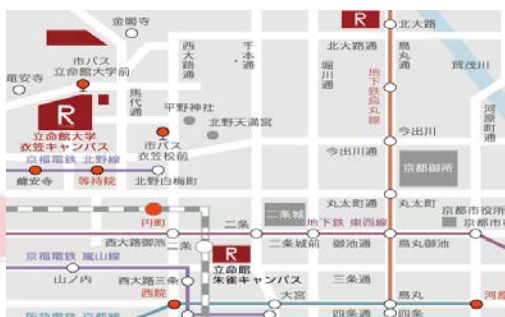 金閣寺
R
北大路
市バス
立命館大学前
西大路通
千本通
北大路通
堀川通
烏丸通
地下鉄烏丸線
賀茂川
竜安寺
馬代通
R
平野神社
北野天満宮
河原町通
立命館大学
衣笠キャンパス
市バス
衣笠校前
今出川
今出川通
京福電鉄 北野線
京都御所
龍安寺
等持院
北野白梅町
丸太町通
丸太町
円町
二条
二条城
地下鉄 東西線
京都市役所
西大路御池
二条
二条城前
御池通
烏丸御池
京福電鉄 嵐山線
R
立命館
朱雀キャンパス
山ノ内
西大路三条
三条通
西院
大宮
烏丸
四条通
四条